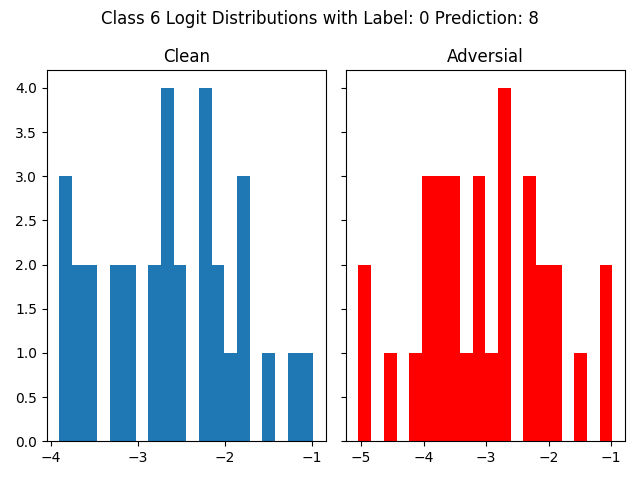 Class 6 Logit Distributions with Label: 0 Prediction: 8
Clean
Adversial
4.0
3.5
3.0
2.5
2.0
1.5
1.0
0.5
0.0
−4 −3 −2 −1
−5 −4 −3 −2 −1